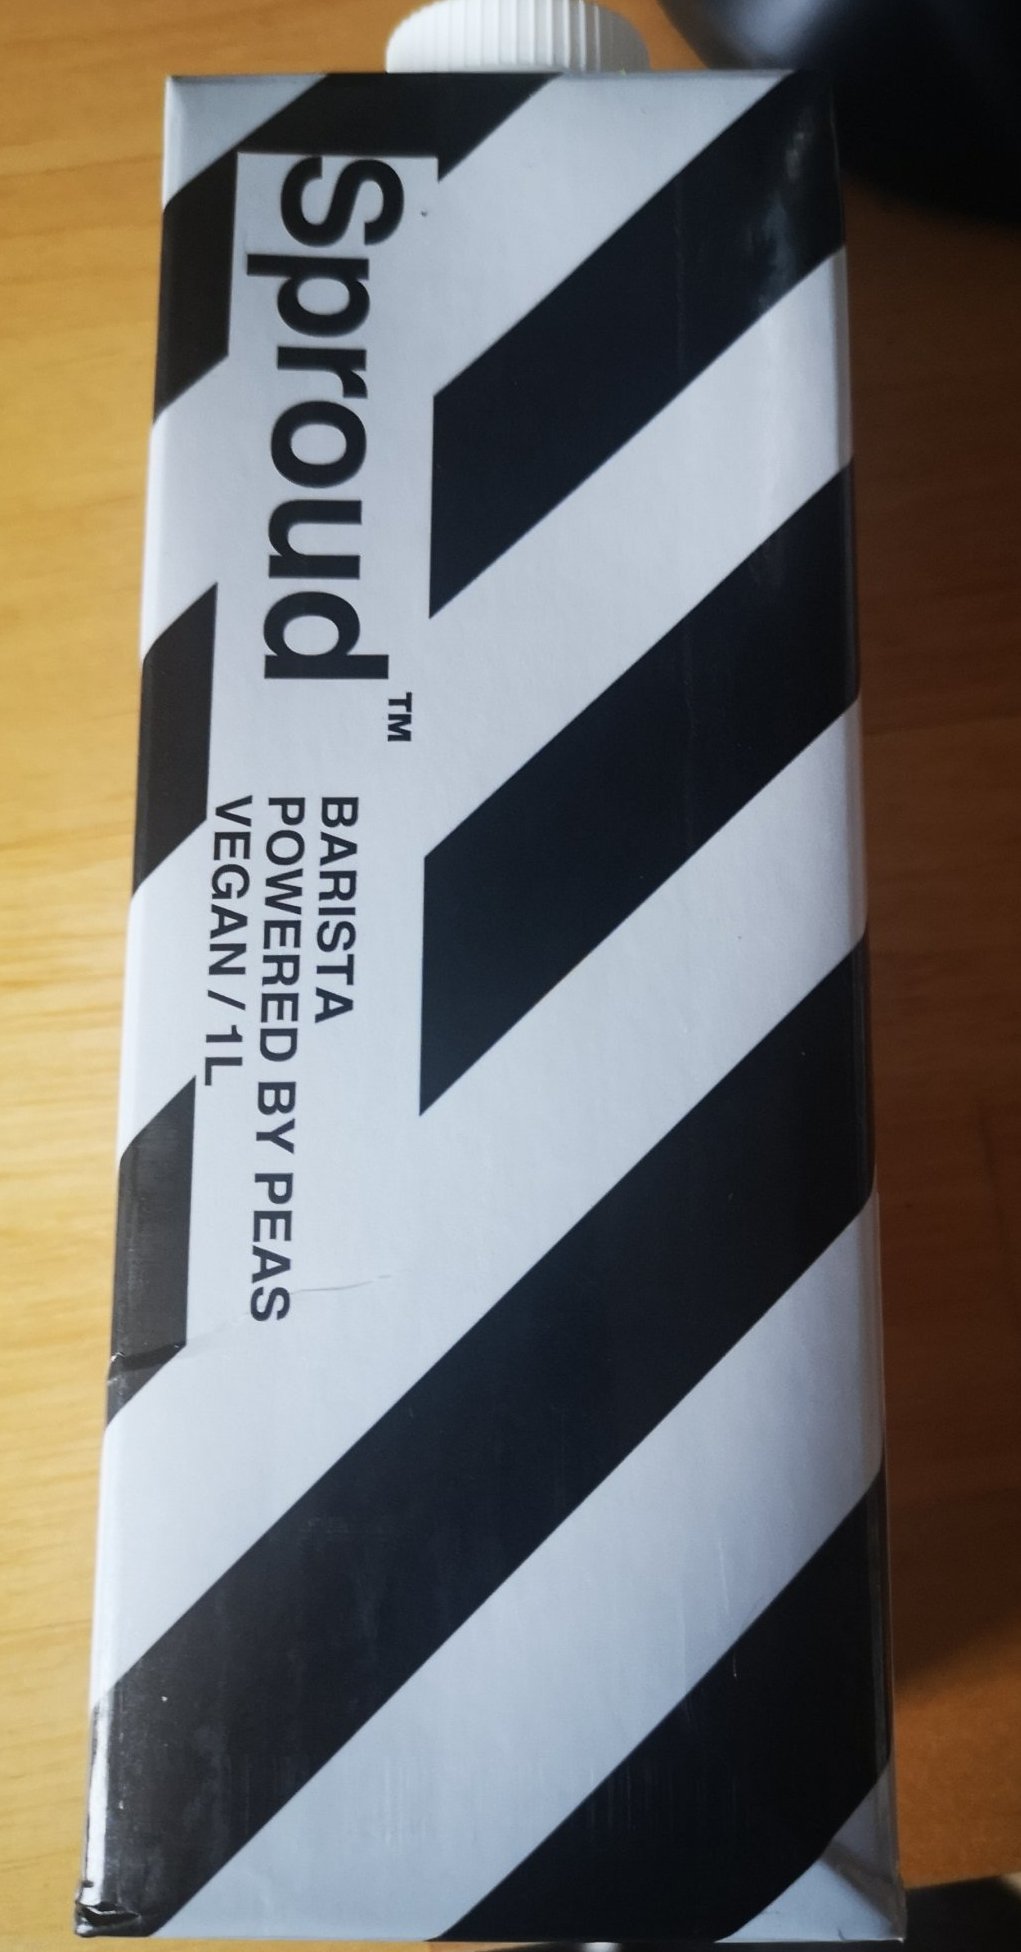 Sproud™
BARISTA
POWERED BY PEAS
VEGAN / 1L